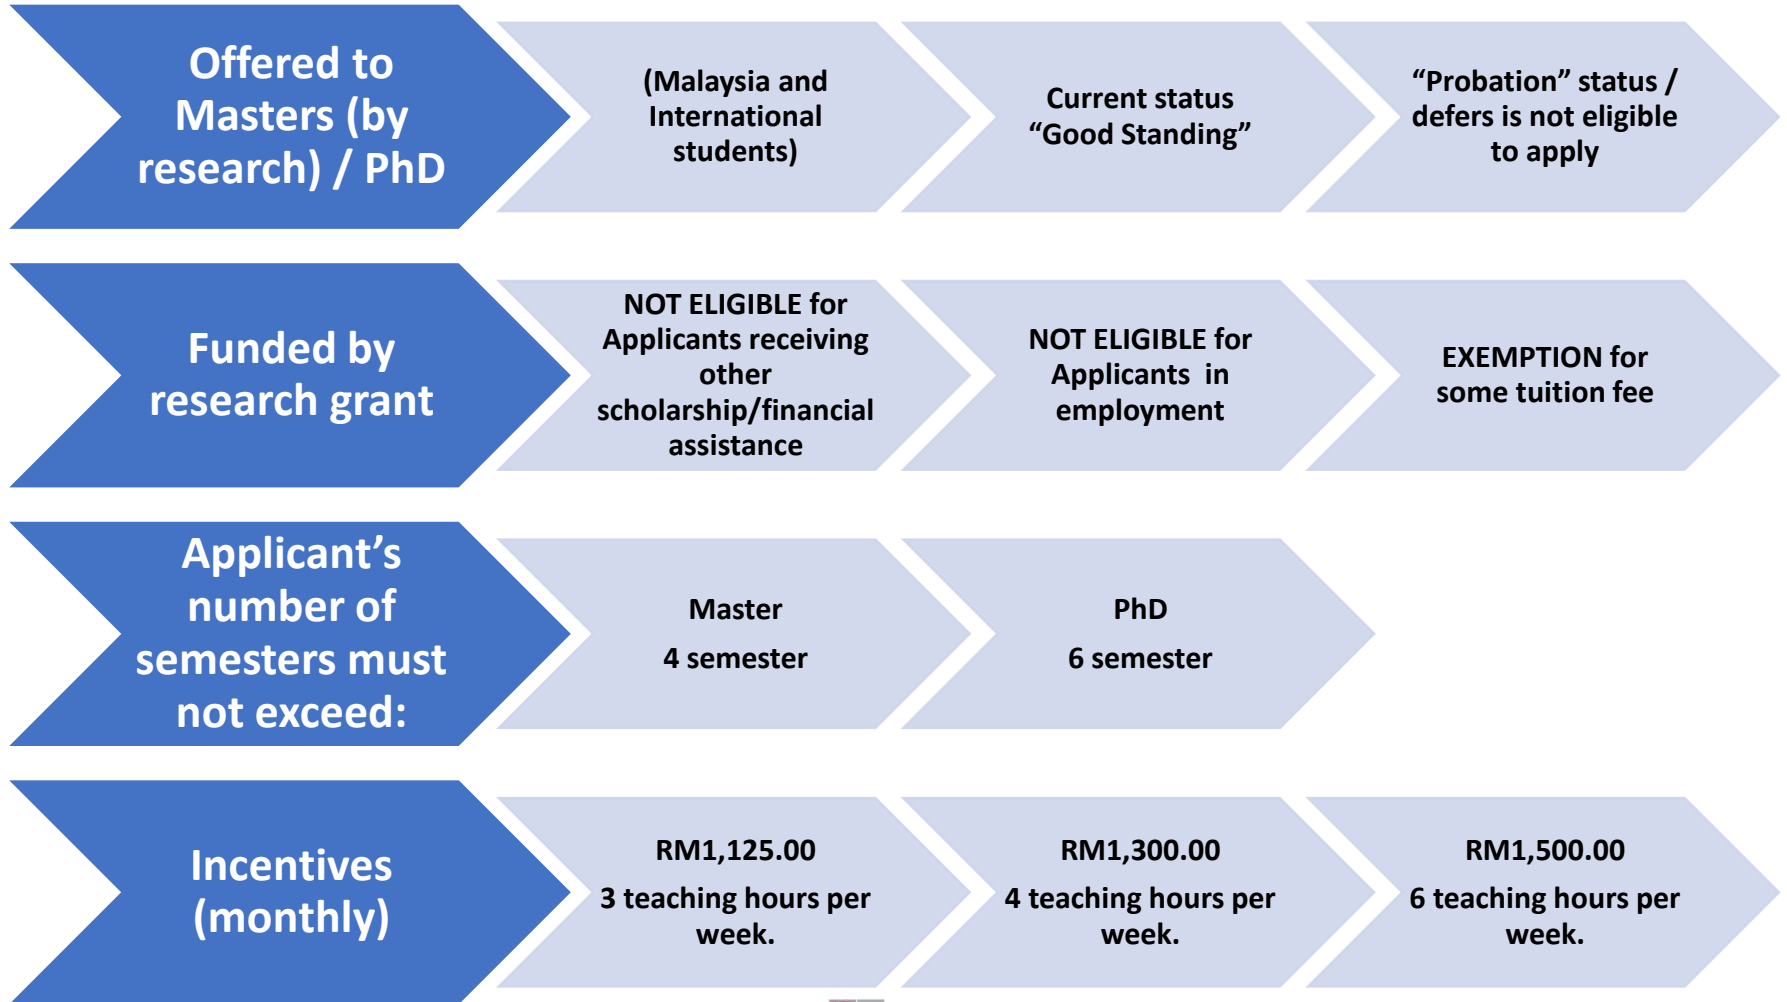 Offered to
Masters (by
research) / PhD
(Malaysia and
International
students)
Current status
“Good Standing”
“Probation” status /
defers is not eligible
to apply
Funded by
research grant
NOT ELIGIBLE for
Applicants receiving
other
scholarship/financial
assistance
NOT ELIGIBLE for
Applicants in
employment
EXEMPTION for
some tuition fee
Applicant’s
number of
semesters must
not exceed:
Master
4 semester
PhD
6 semester
Incentives
(monthly)
RM1,125.00
3 teaching hours per
week.
RM1,300.00
4 teaching hours per
week.
RM1,500.00
6 teaching hours per
week.